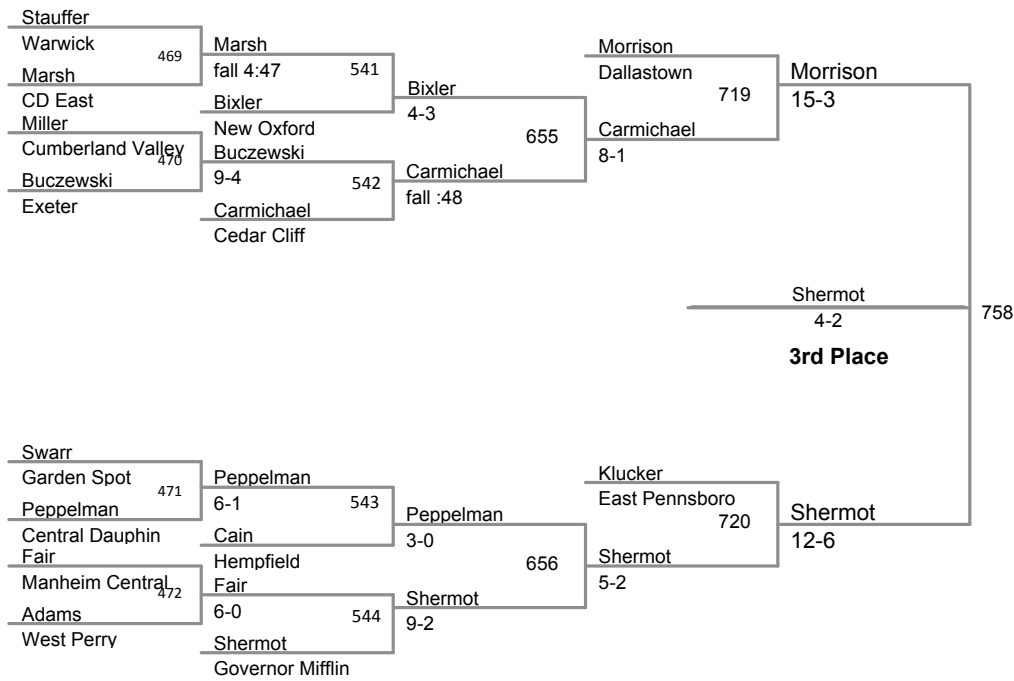 Stauffer
Warwick
469
Marsh
CD East
Marsh
fall 4:47
541
Bixler
New Oxford
Miller
Cumberland Valley
470
Buczewski
Exeter
Buczewski
9-4
542
Carmichael
Cedar Cliff
Bixler
4-3
655
Carmichael
fall :48
Morrison
Dallastown
719
Carmichael
8-1
Morrison
15-3
Shermot
4-2
3rd Place
758
Swarr
Garden Spot
471
Peppelman
Central Dauphin
Peppelman
6-1
543
Cain
Hempfield
Fair
Manheim Central
472
Adams
West Perry
Fair
6-0
544
Shermot
Governor Mifflin
Peppelman
3-0
656
Shermot
9-2
Klucker
East Pennsboro
720
Shermot
5-2
Shermot
12-6